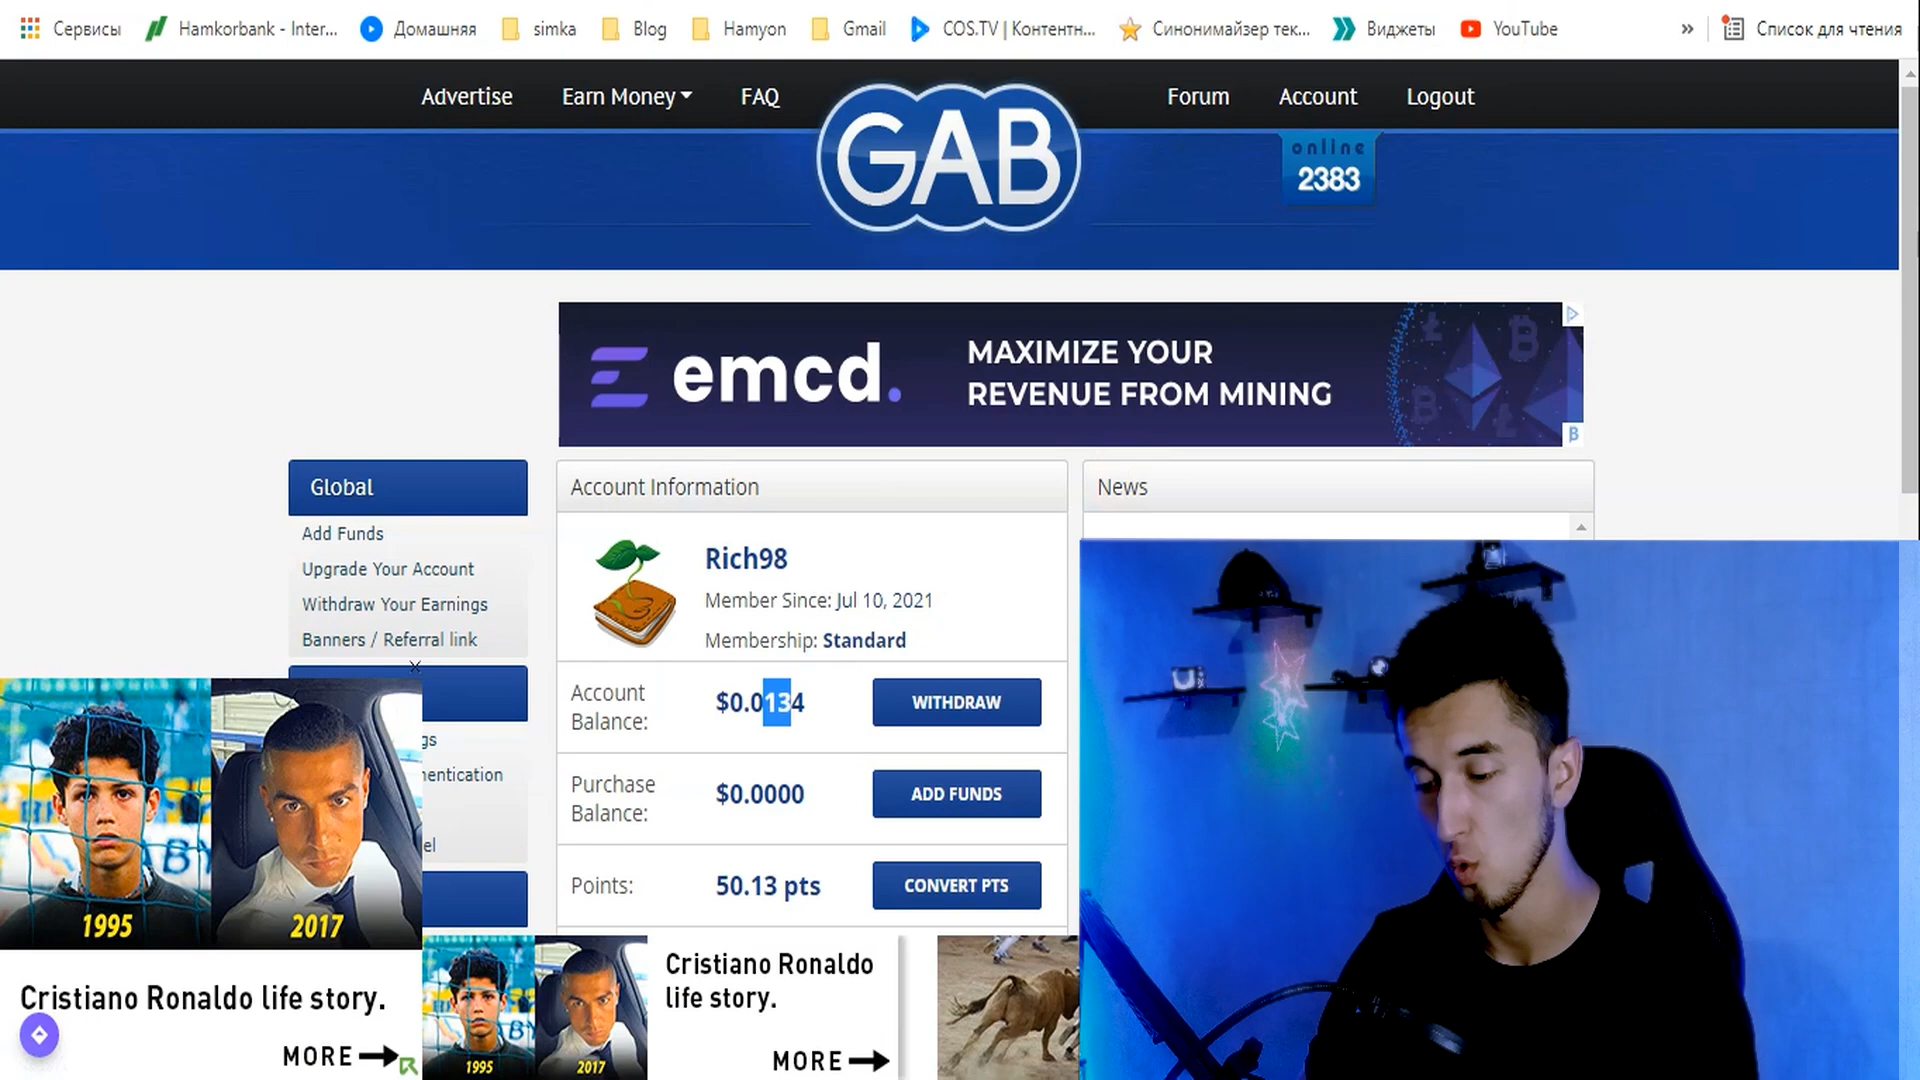 Сервисы
Hamkorbank - Inter...
Домашняя
simka
Blog
Hamyon
Gmail
COS.TV | Контентн...
Синонимайзер тек...
Виджеты
YouTube
»
Список для чтения
Advertise
Earn Money
FAQ
GAB
Forum
Account
Logout
online
2383
emcd.
MAXIMIZE YOUR
REVENUE FROM MINING
Global
Add Funds
Upgrade Your Account
Withdraw Your Earnings
Banners / Referral link
gs
entication
el
Account Information
Rich98
Member Since: Jul 10, 2021
Membership: Standard
Account
Balance:
$0.0134
WITHDRAW
Purchase
Balance:
$0.0000
ADD FUNDS
Points:
50.13 pts
CONVERT PTS
News
1995
2017
Cristiano Ronaldo life story.
MORE
1995
2017
Cristiano Ronaldo
life story.
MORE